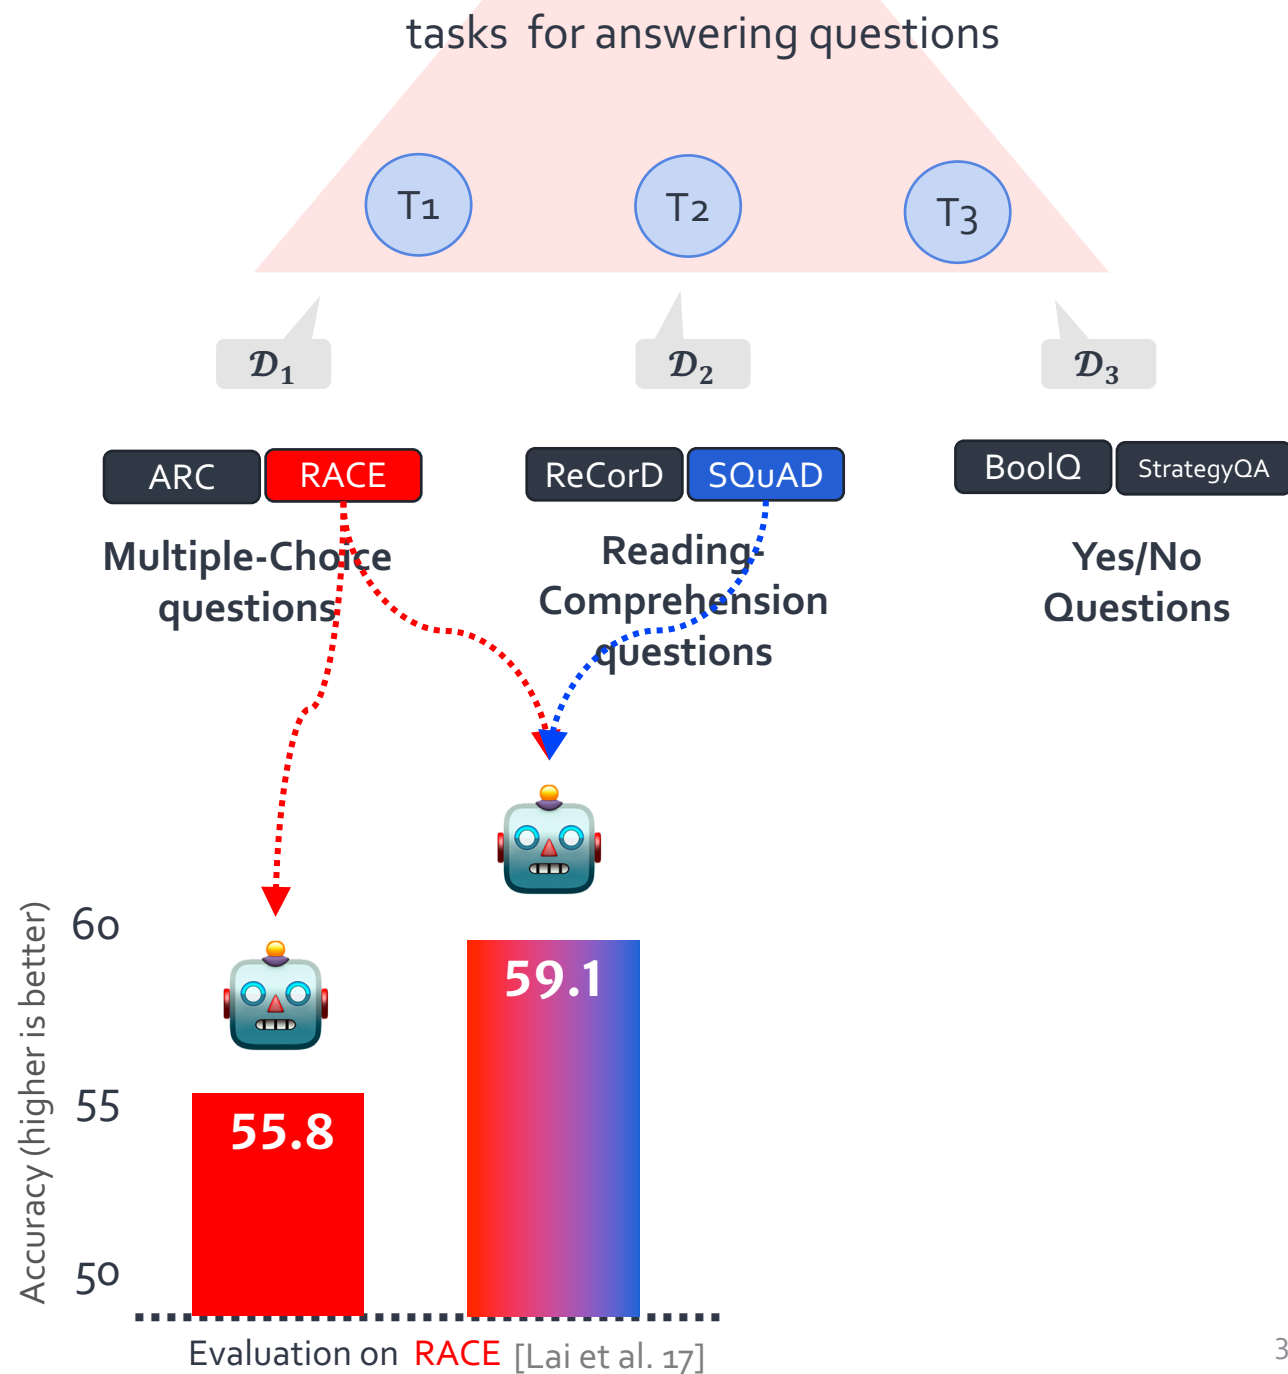 tasks for answering questions
T1
T2
T3
𝒟1
𝒟2
𝒟3
ARC
RACE
ReCorD
SQuAD
BoolQ
StrategyQA
Multiple-Choice
questions
Reading-
Comprehension
questions
Yes/No
Questions
Accuracy (higher is better)
60
55
50
55.8
59.1
Evaluation on RACE [Lai et al. 17]
3